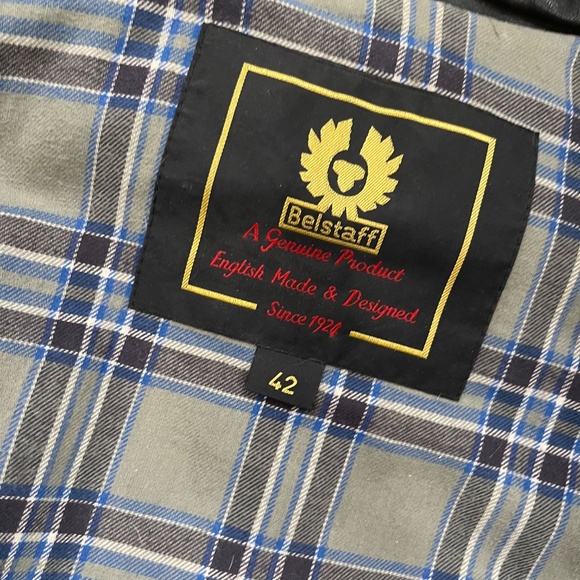 Belstaff
A Genuine Product
English Made & Designed
Since 1924
42